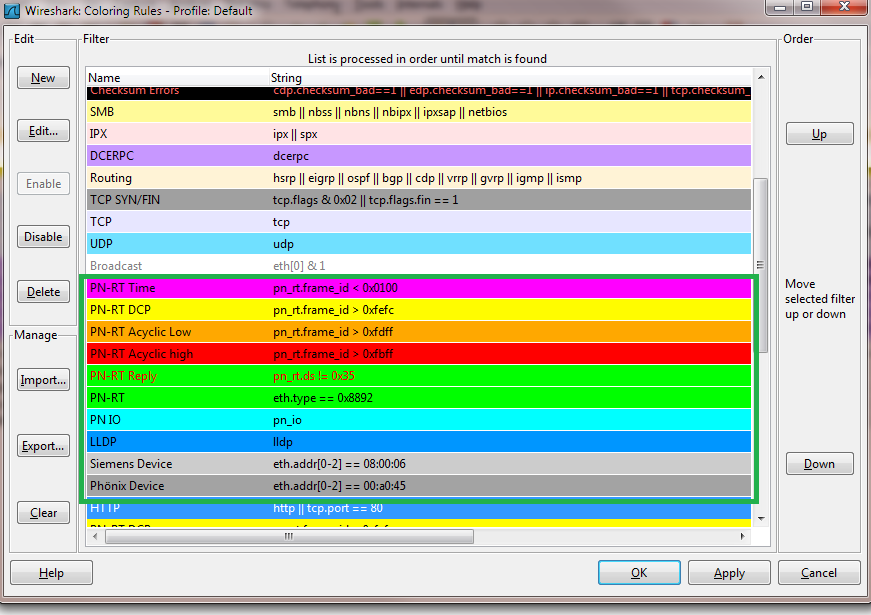 Wireshark: Coloring Rules - Profile: Default
Edit
Filter
Order
List is processed in order until match is found
New
Edit...
Enable
Disable
Delete
Manage
Import...
Export...
Clear
Name String
Checksum Errors cdp.checksum_bad==1 || edp.checksum_bad==1 || ip.checksum_bad==1 || tcp.checksum_
SMB smb || nbss || nbns || nbipx || ipxsap || netbios
IPX ipx || spx
DCERPC dcerpc
Routing hsrp || eigrp || ospf || bgp || cdp || vrrp || gvrp || igmp || ismp
TCP SYN/FIN tcp.flags & 0x02 || tcp.flags.fin == 1
TCP tcp
UDP udp
Broadcast eth[0] & 1
PN-RT Time pn_rt.frame_id < 0x0100
PN-RT DCP pn_rt.frame_id > 0xfefc
PN-RT Acyclic Low pn_rt.frame_id > 0xfdff
PN-RT Acyclic high pn_rt.frame_id > 0xfbff
PN-RT Reply pn_rt.ds != 0x35
PN-RT eth.type == 0x8892
PN IO pn_io
LLDP lldp
Siemens Device eth.addr[0-2] == 08:00:06
Phönix Device eth.addr[0-2] == 00:a0:45
HTTP http || tcp.port == 80
PN-RT DCP pn_rt.frame_id > 0xfefc
Up
Move
selected filter
up or down
Down
Help
OK
Apply
Cancel